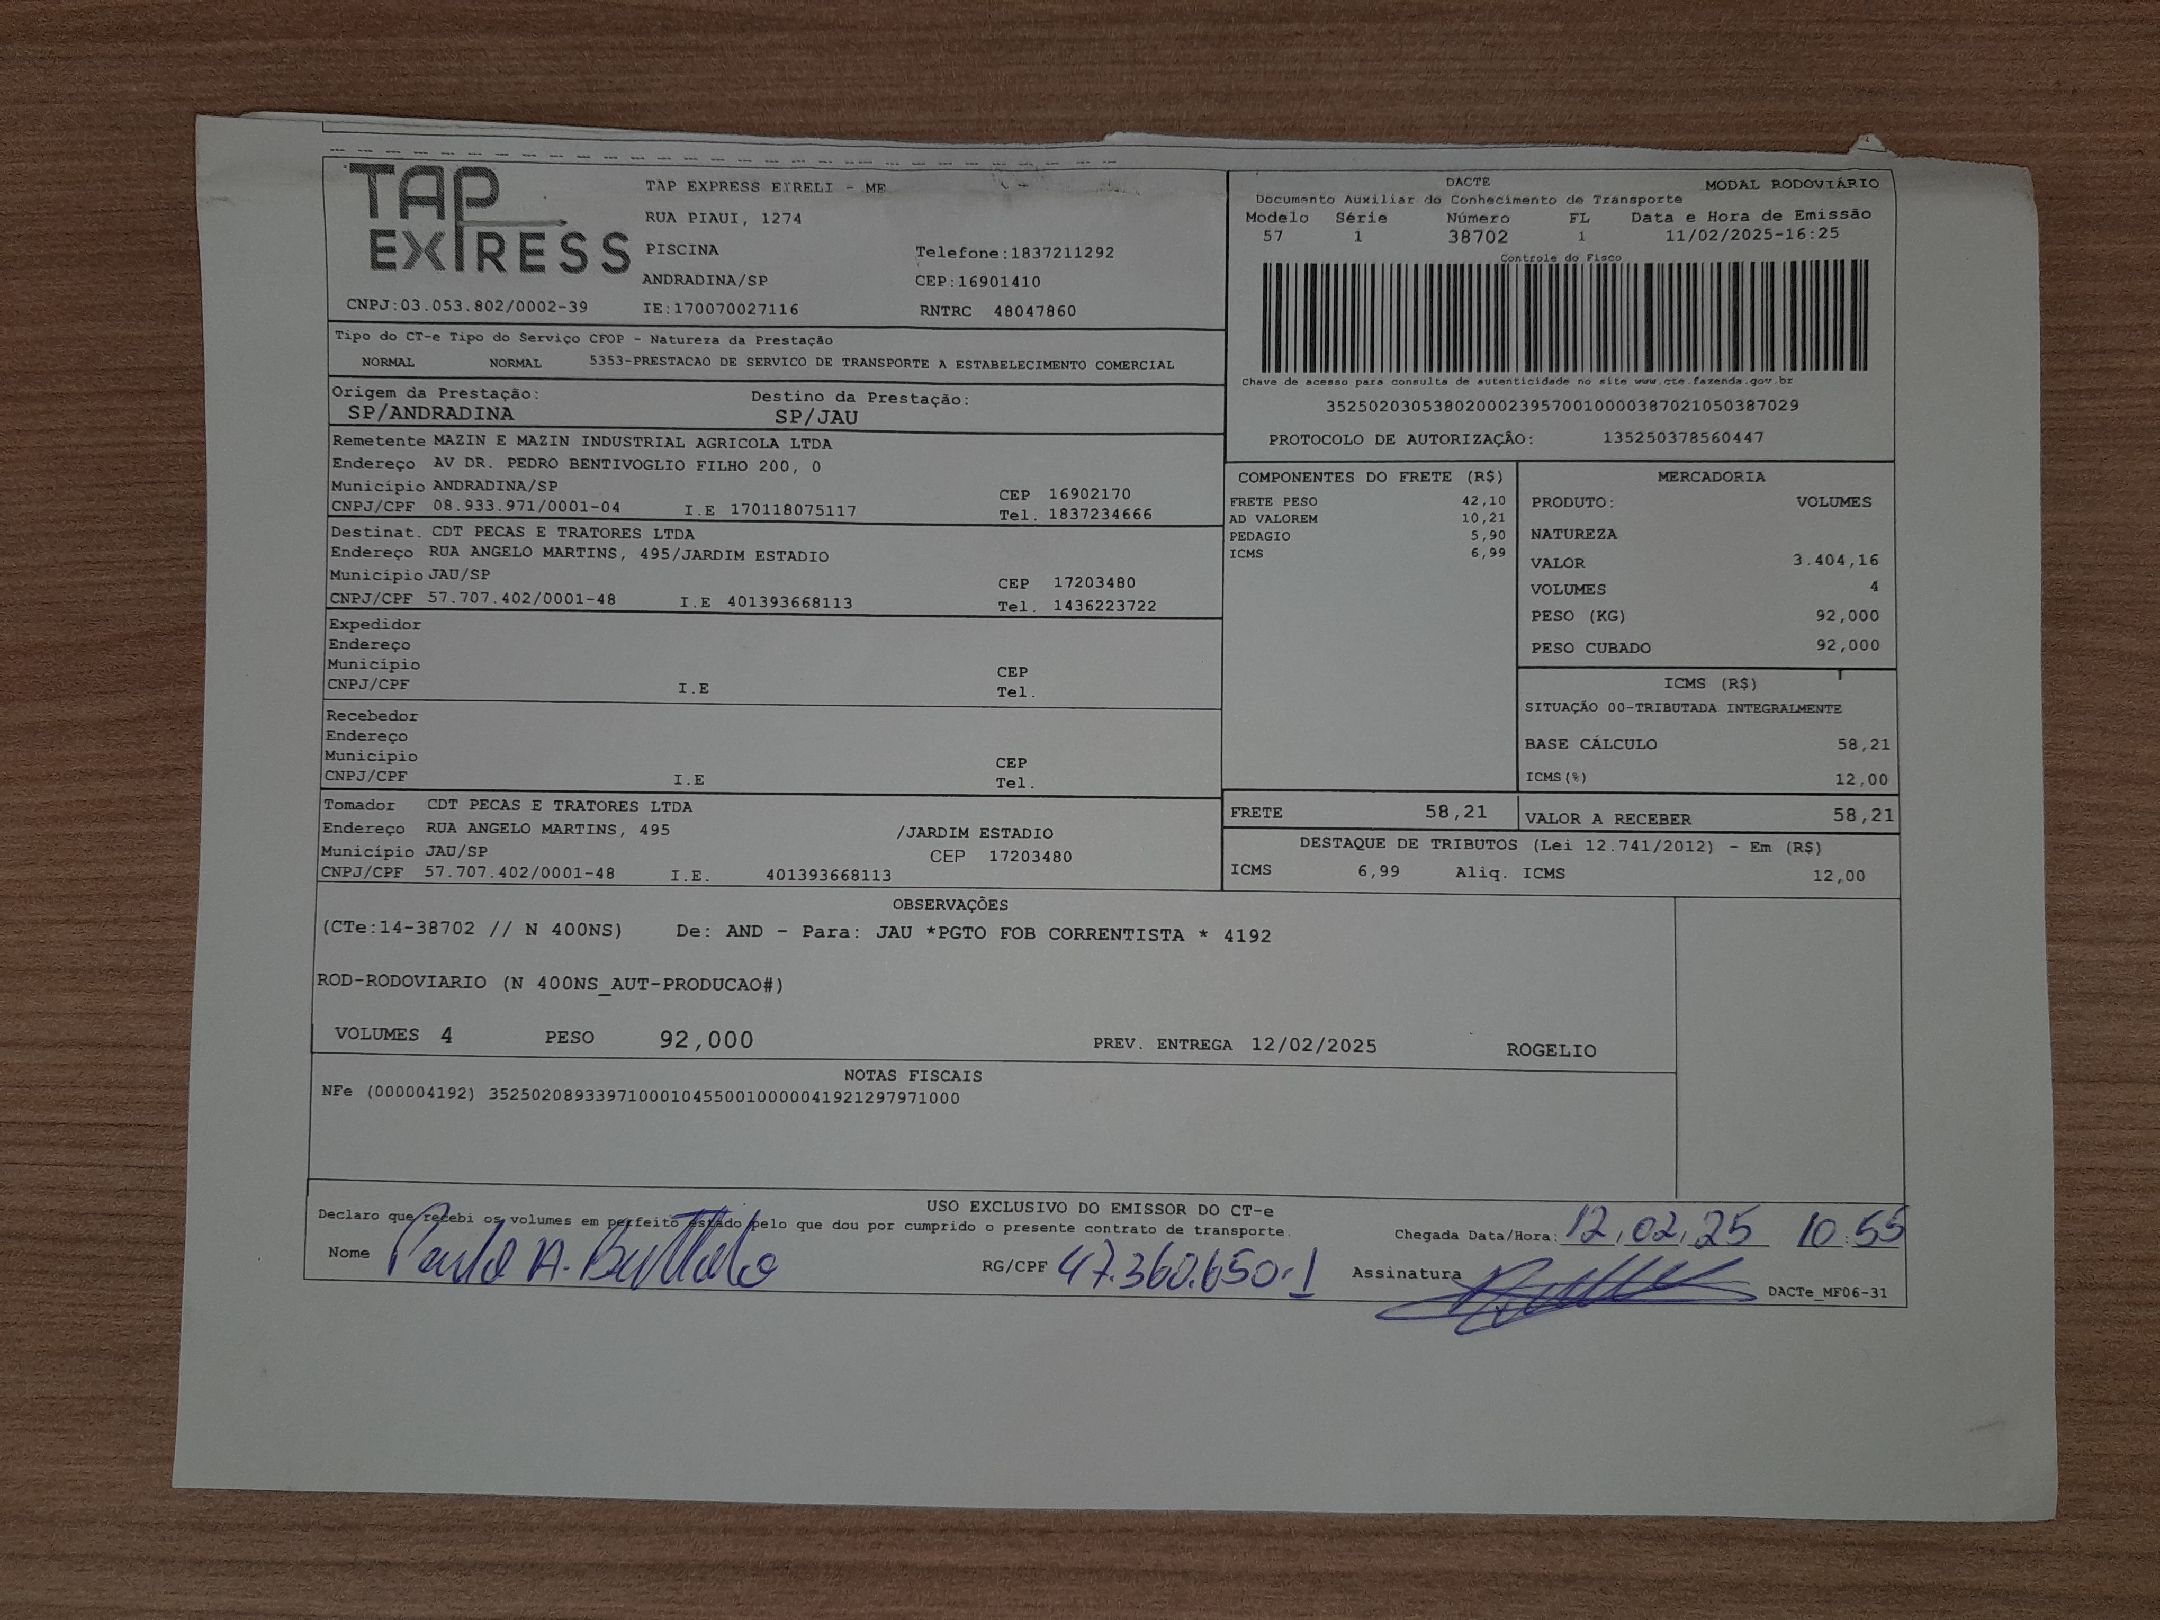 TAP EXPRESS
TAP EXPRESS EIRELI - ME
RUA PIAUI, 1274
PISCINA Telefone:1837211292
ANDRADINA/SP CEP:16901410
CNPJ:03.053.802/0002-39 IE:170070027116 RNTRC 48047860
DACTE MODAL RODOVIÁRIO
Documento Auxiliar do Conhecimento de Transporte
Modelo Série Número FL Data e Hora de Emissão
57 1 38702 1 11/02/2025-16:25
Controle do Fisco
Chave de acesso para consulta de autenticidade no site www.cte.fazenda.gov.br
35250203053802000239570010000387021050387029
PROTOCOLO DE AUTORIZAÇÃO: 135250378560447
Tipo do CT-e Tipo do Serviço CFOP - Natureza da Prestação
NORMAL NORMAL 5353-PRESTACAO DE SERVICO DE TRANSPORTE A ESTABELECIMENTO COMERCIAL
Origem da Prestação: Destino da Prestação:
SP/ANDRADINA SP/JAU
Remetente MAZIN E MAZIN INDUSTRIAL AGRICOLA LTDA
Endereço AV DR. PEDRO BENTIVOGLIO FILHO 200, 0
Município ANDRADINA/SP CEP 16902170
CNPJ/CPF 08.933.971/0001-04 I.E 170118075117 Tel. 1837234666
Destinat. CDT PECAS E TRATORES LTDA
Endereço RUA ANGELO MARTINS, 495/JARDIM ESTADIO
Município JAU/SP CEP 17203480
CNPJ/CPF 57.707.402/0001-48 I.E 401393668113 Tel. 1436223722
Expedidor
Endereço
Município CEP
CNPJ/CPF I.E Tel.
Recebedor
Endereço
Município CEP
CNPJ/CPF I.E Tel.
Tomador CDT PECAS E TRATORES LTDA
Endereço RUA ANGELO MARTINS, 495 /JARDIM ESTADIO
Município JAU/SP CEP 17203480
CNPJ/CPF 57.707.402/0001-48 I.E. 401393668113
COMPONENTES DO FRETE (R$)
FRETE PESO 42,10
AD VALOREM 10,21
PEDAGIO 5,90
ICMS 6,99
MERCADORIA
PRODUTO: VOLUMES
NATUREZA
VALOR 3.404,16
VOLUMES 4
PESO (KG) 92,000
PESO CUBADO 92,000
ICMS (R$)
SITUAÇÃO 00-TRIBUTADA INTEGRALMENTE
BASE CÁLCULO 58,21
ICMS(%) 12,00
FRETE 58,21 VALOR A RECEBER 58,21
DESTAQUE DE TRIBUTOS (Lei 12.741/2012) - Em (R$)
ICMS 6,99 Aliq. ICMS 12,00
OBSERVAÇÕES
(CTe:14-38702 // N 400NS) De: AND - Para: JAU *PGTO FOB CORRENTISTA * 4192
ROD-RODOVIARIO (N 400NS_AUT-PRODUCAO#)
VOLUMES 4 PESO 92,000 PREV. ENTREGA 12/02/2025 ROGELIO
NOTAS FISCAIS
NFe (000004192) 35250208933971000104550010000041921297971000
USO EXCLUSIVO DO EMISSOR DO CT-e
Declaro que recebi os volumes em perfeito estado pelo que dou por cumprido o presente contrato de transporte.
Chegada Data/Hora: 12.02.25 10:55
Nome A. RG/CPF 47.360.650-1 Assinatura
DACTe_MF06-31